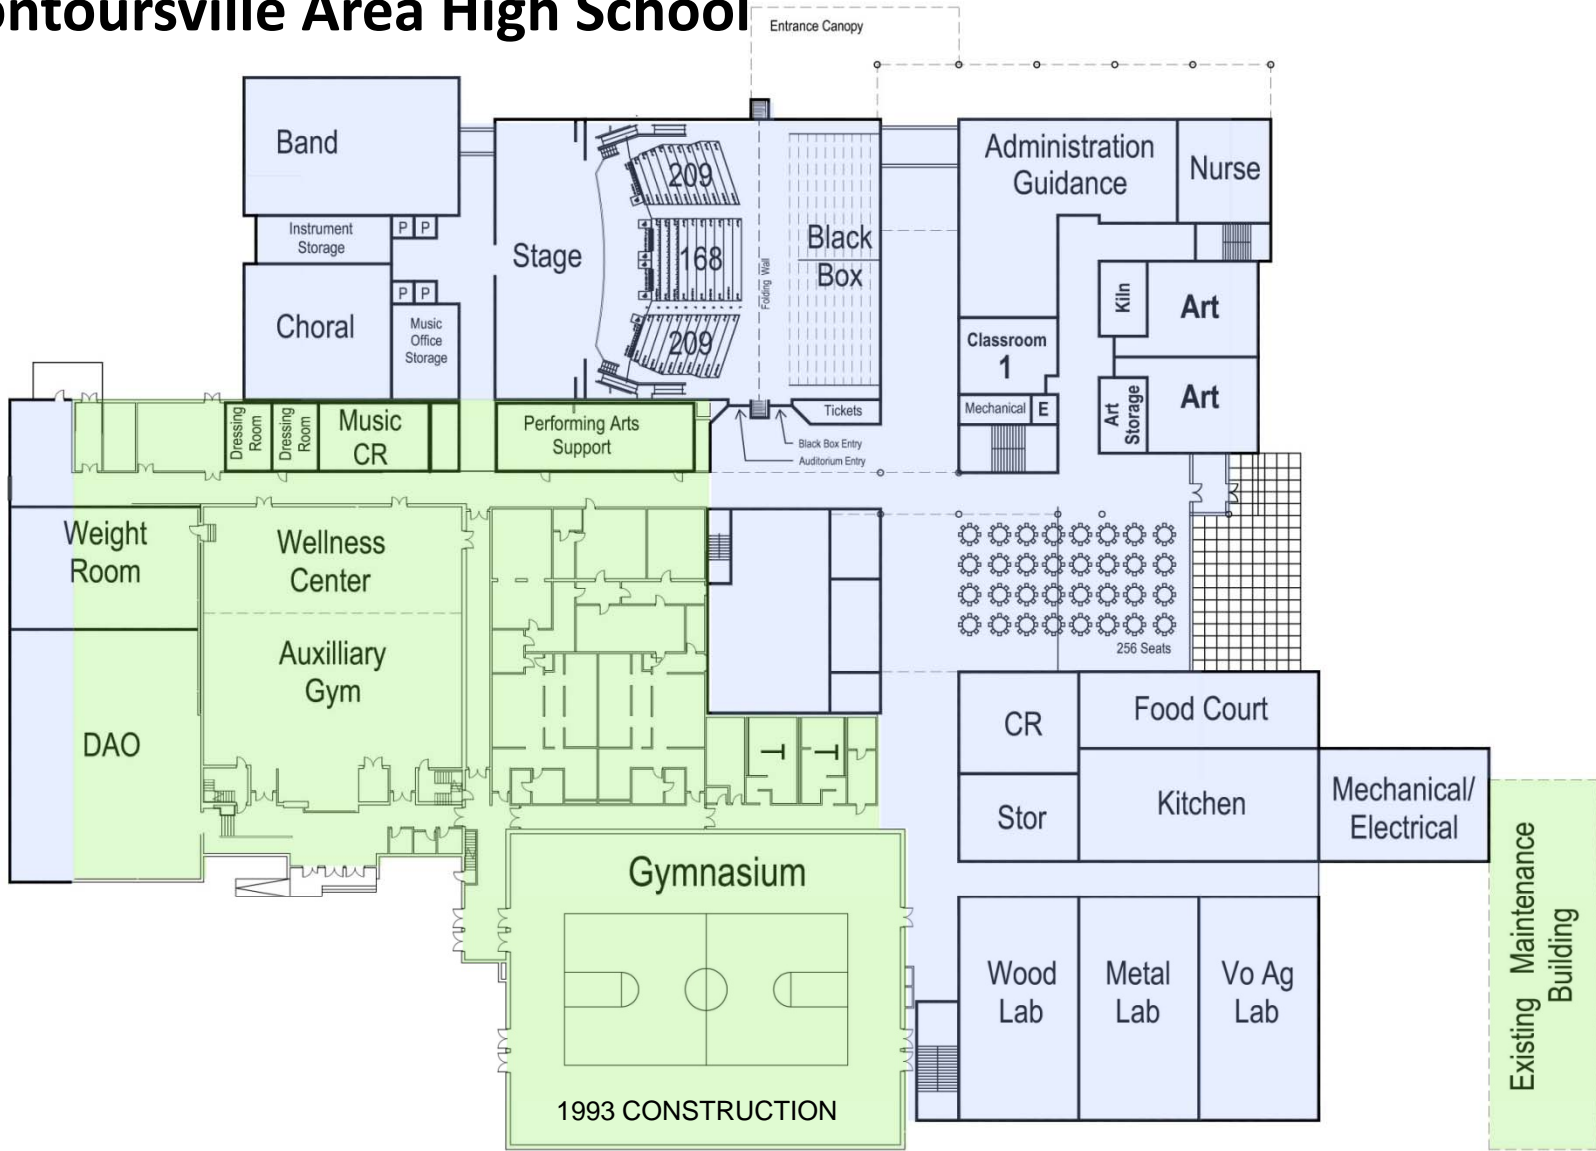 ontoursville Area High School
Entrance Canopy
Band
Instrument
Storage
P P
P P
Choral
Music
Office
Storage
Stage
209
168
209
Folding Wall
Black
Box
Tickets
Black Box Entry
Auditorium Entry
Administration
Guidance
Nurse
Kiln
Art
Classroom
1
Mechanical E
Art
Storage
Art
Dressing
Room
Dressing
Room
Music
CR
Performing Arts
Support
Weight
Room
Wellness
Center
Auxilliary
Gym
DAO
256 Seats
CR
Food Court
Stor
Kitchen
Mechanical/
Electrical
T T
Gymnasium
1993 CONSTRUCTION
Wood
Lab
Metal
Lab
Vo Ag
Lab
Existing Maintenance
Building